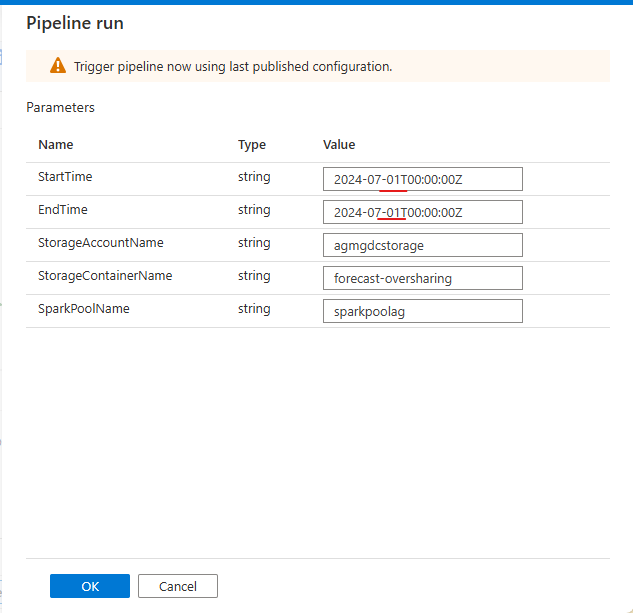 Pipeline run
Trigger pipeline now using last published configuration.
Parameters
Name Type Value
StartTime string 2024-07-01T00:00:00Z
EndTime string 2024-07-01T00:00:00Z
StorageAccountName string agmgdcstorage
StorageContainerName string forecast-oversharing
SparkPoolName string sparkpoolag
OK Cancel